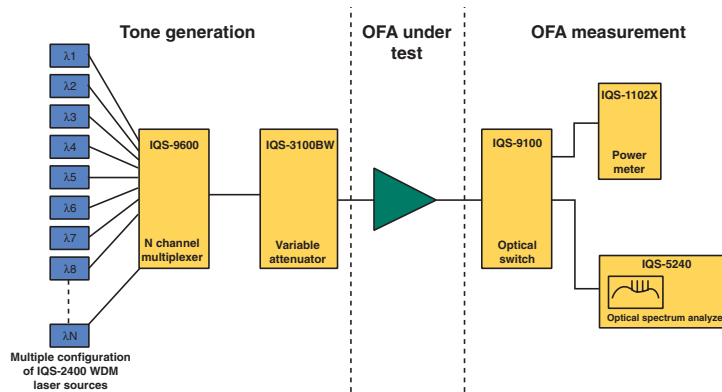 Tone generation
OFA under
test
OFA measurement
λ1
λ2
λ3
λ4
λ5
λ6
λ7
λ8
λN
Multiple configuration
of IQS-2400 WDM
laser sources
IQS-9600
N channel
multiplexer
IQS-3100BW
Variable
attenuator
IQS-9100
Optical
switch
IQS-1102X
Power
meter
IQS-5240
Optical spectrum analyzer